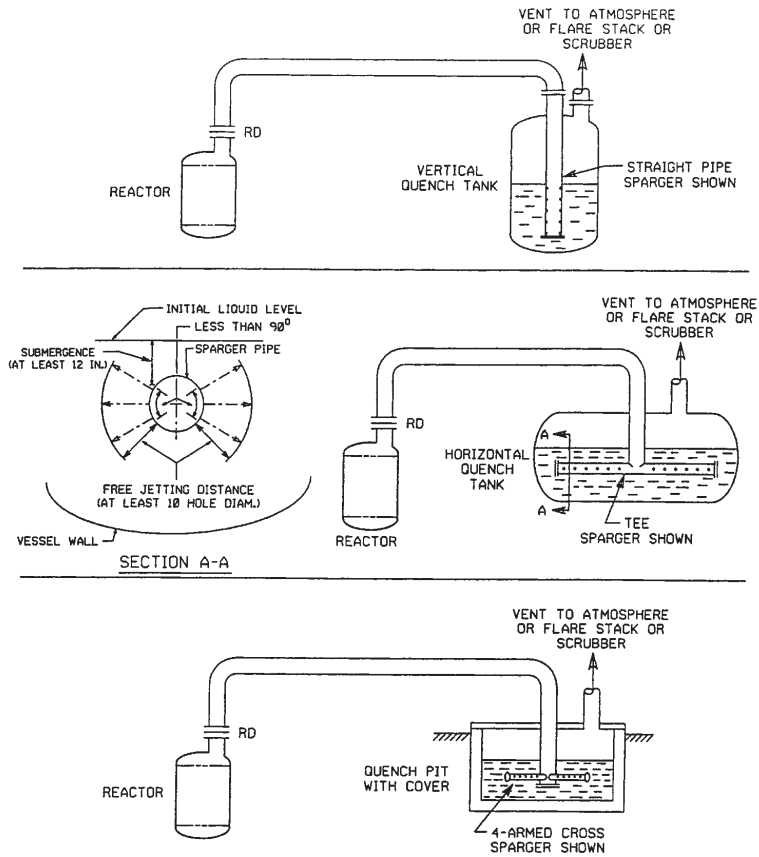 VENT TO ATMOSPHERE
OR FLARE STACK OR
SCRUBBER
RD
REACTOR
VERTICAL
QUENCH TANK
STRAIGHT PIPE
SPARGER SHOWN
INITIAL LIQUID LEVEL
LESS THAN 90°
SUBMERGENCE
(AT LEAST 12 IN.)
SPARGER PIPE
FREE JETTING DISTANCE
(AT LEAST 10 HOLE DIAM.)
VESSEL WALL
SECTION A-A
VENT TO ATMOSPHERE
OR FLARE STACK OR
SCRUBBER
RD
REACTOR
HORIZONTAL
QUENCH
TANK
A
A
TEE
SPARGER SHOWN
VENT TO ATMOSPHERE
OR FLARE STACK OR
SCRUBBER
RD
REACTOR
QUENCH PIT
WITH COVER
4-ARMED CROSS
SPARGER SHOWN